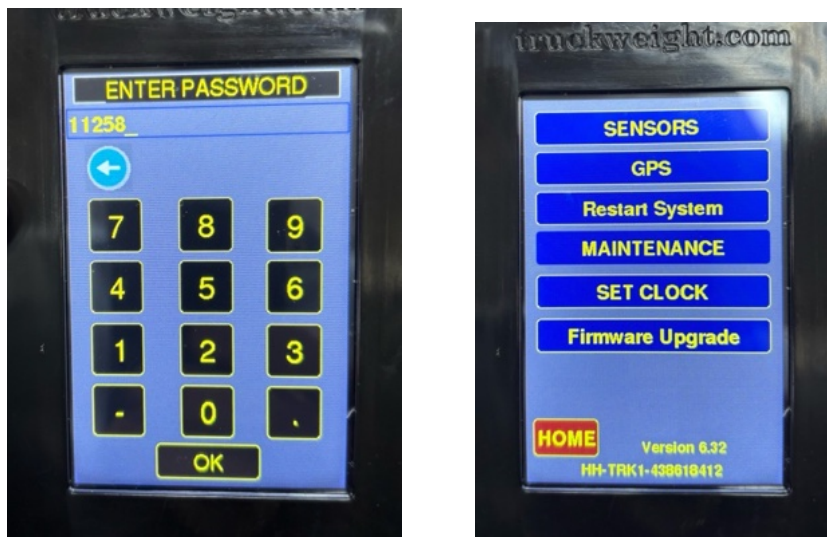 ENTER PASSWORD
11258_
7 8 9
4 5 6
1 2 3
- 0 .
OK
truckweight.com
SENSORS
GPS
Restart System
MAINTENANCE
SET CLOCK
Firmware Upgrade
HOME
Version 6.32
HH-TRK1-438618412